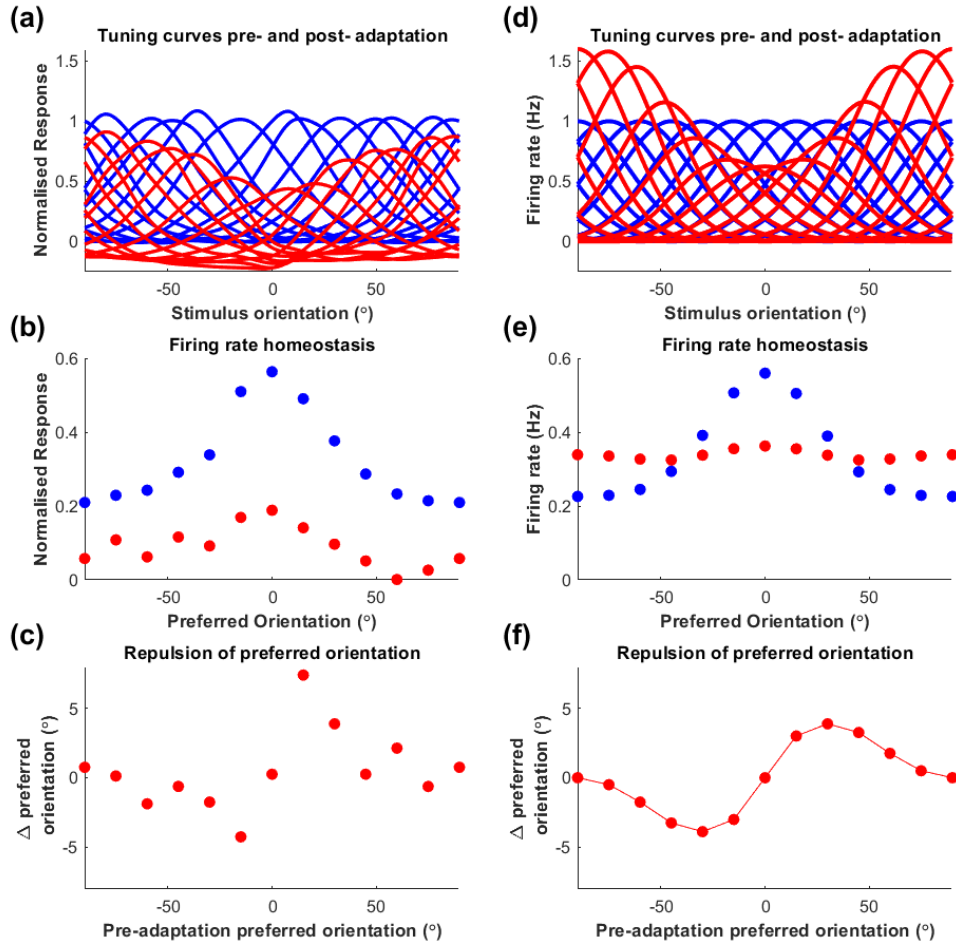 (a)
Tuning curves pre- and post- adaptation
Normalised Response
1.5
1
0.5
0
-50
0
50
Stimulus orientation (°)
(b)
Firing rate homeostasis
Normalised Response
0.6
0.4
0.2
0
-50
0
50
Preferred Orientation (°)
(c)
Repulsion of preferred orientation
Δ preferred
orientation (°)
5
0
-5
-50
0
50
Pre-adaptation preferred orientation (°)
(d)
Tuning curves pre- and post- adaptation
Firing rate (Hz)
1.5
1
0.5
0
-50
0
50
Stimulus orientation (°)
(e)
Firing rate homeostasis
Firing rate (Hz)
0.6
0.4
0.2
0
-50
0
50
Preferred Orientation (°)
(f)
Repulsion of preferred orientation
Δ preferred
orientation (°)
5
0
-5
-50
0
50
Pre-adaptation preferred orientation (°)